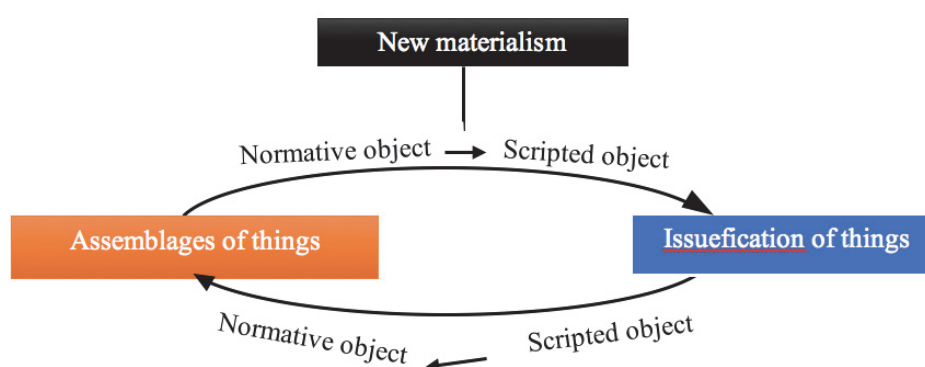 New materialism
Normative object
Scripted object
Assemblages of things
Issuefication of things
Normative object
Scripted object